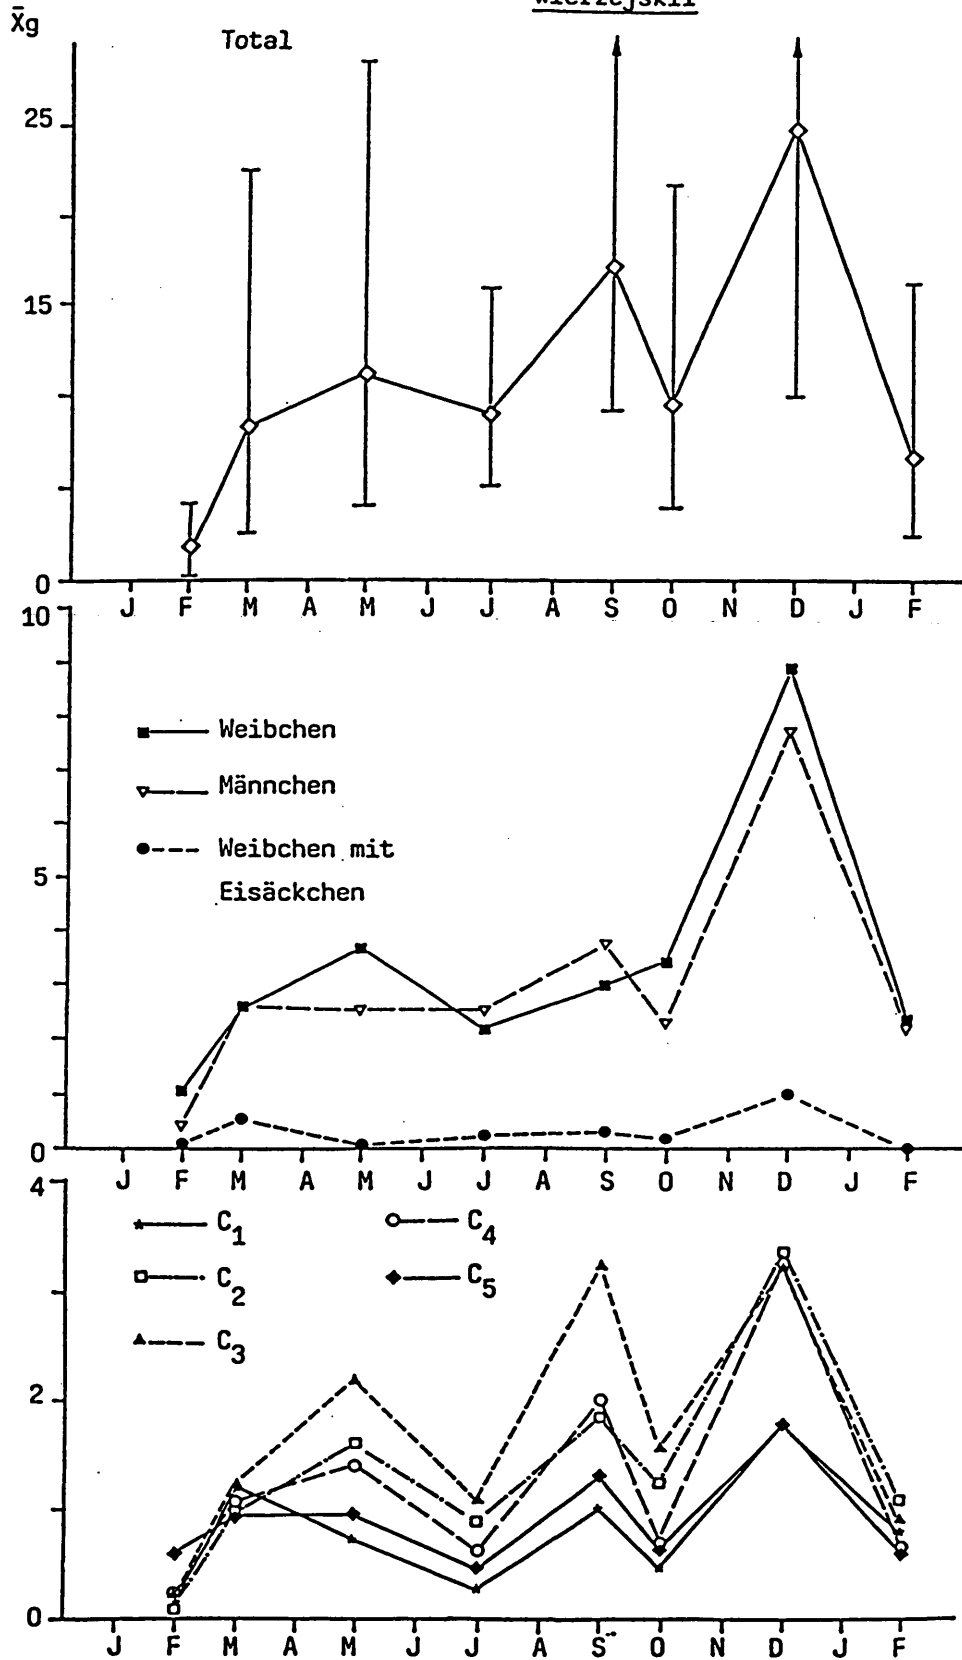 wierzejskii
X̄g
Total
25
15
0
J F M A M J J A S O N D J F
10
Weibchen
Männchen
Weibchen mit
Eisäckchen
5
0
J F M A M J J A S O N D J F
4
C1 C4
C2 C5
C3
2
0
J F M A M J J A S O N D J F